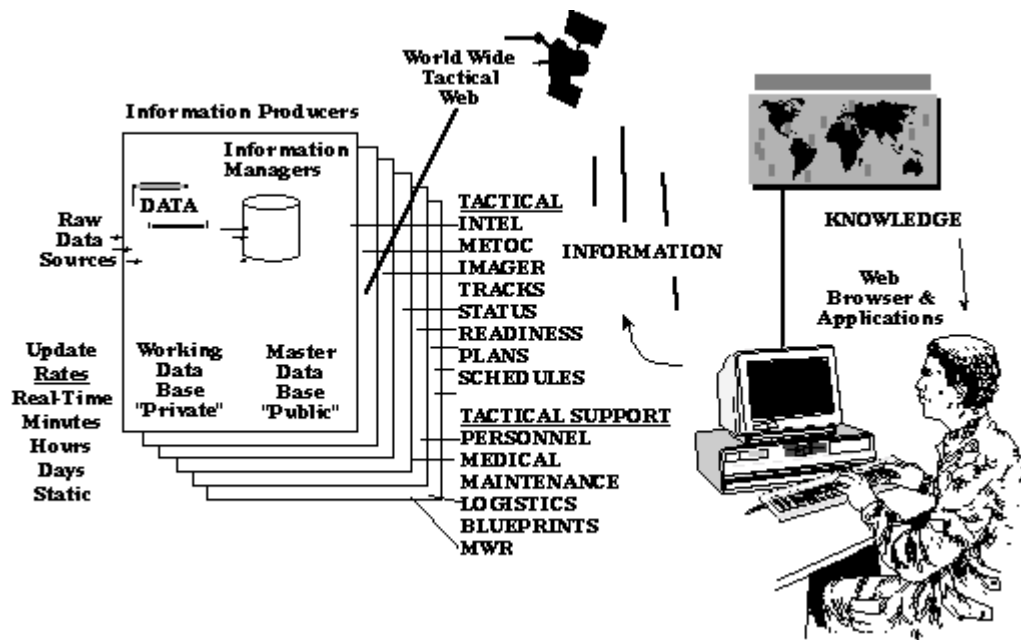 World Wide
Tactical
Web
Information Producers
Information
Managers
DATA
Raw
Data
Sources
TACTICAL
INTEL
METOC
IMAGER
TRACKS
STATUS
READINESS
PLANS
SCHEDULES
INFORMATION
KNOWLEDGE
Web
Browser &
Applications
Update
Rates
Real-Time
Minutes
Hours
Days
Static
Working
Data
Base
"Private"
Master
Data
Base
"Public"
TACTICAL SUPPORT
PERSONNEL
MEDICAL
MAINTENANCE
LOGISTICS
BLUEPRINTS
MWR